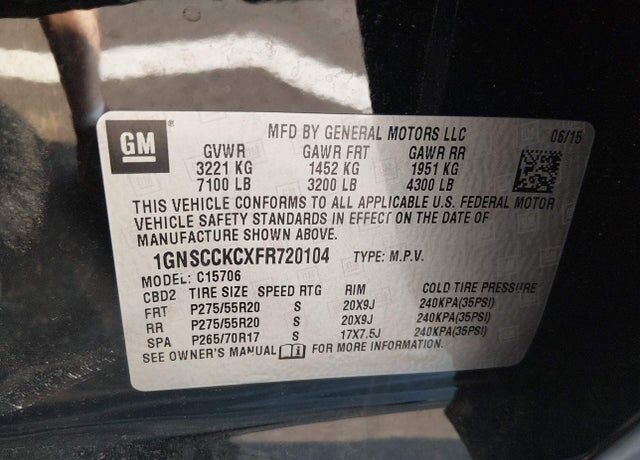 GM
MFD BY GENERAL MOTORS LLC 06/15
GVWR GAWR FRT GAWR RR
3221 KG 1452 KG 1951 KG
7100 LB 3200 LB 4300 LB
THIS VEHICLE CONFORMS TO ALL APPLICABLE U.S. FEDERAL MOTOR
VEHICLE SAFETY STANDARDS IN EFFECT ON THE DATE OF
MANUFACTURE SHOWN ABOVE.
1GNSCCKCXFR720104 TYPE: M.P.V.
MODEL: C15706
CBD2 TIRE SIZE SPEED RTG RIM COLD TIRE PRESSURE
FRT P275/55R20 S 20X9J 240KPA(35PSI)
RR P275/55R20 S 20X9J 240KPA(35PSI)
SPA P265/70R17 S 17X7.5J 240KPA(35PSI)
SEE OWNER'S MANUAL FOR MORE INFORMATION.